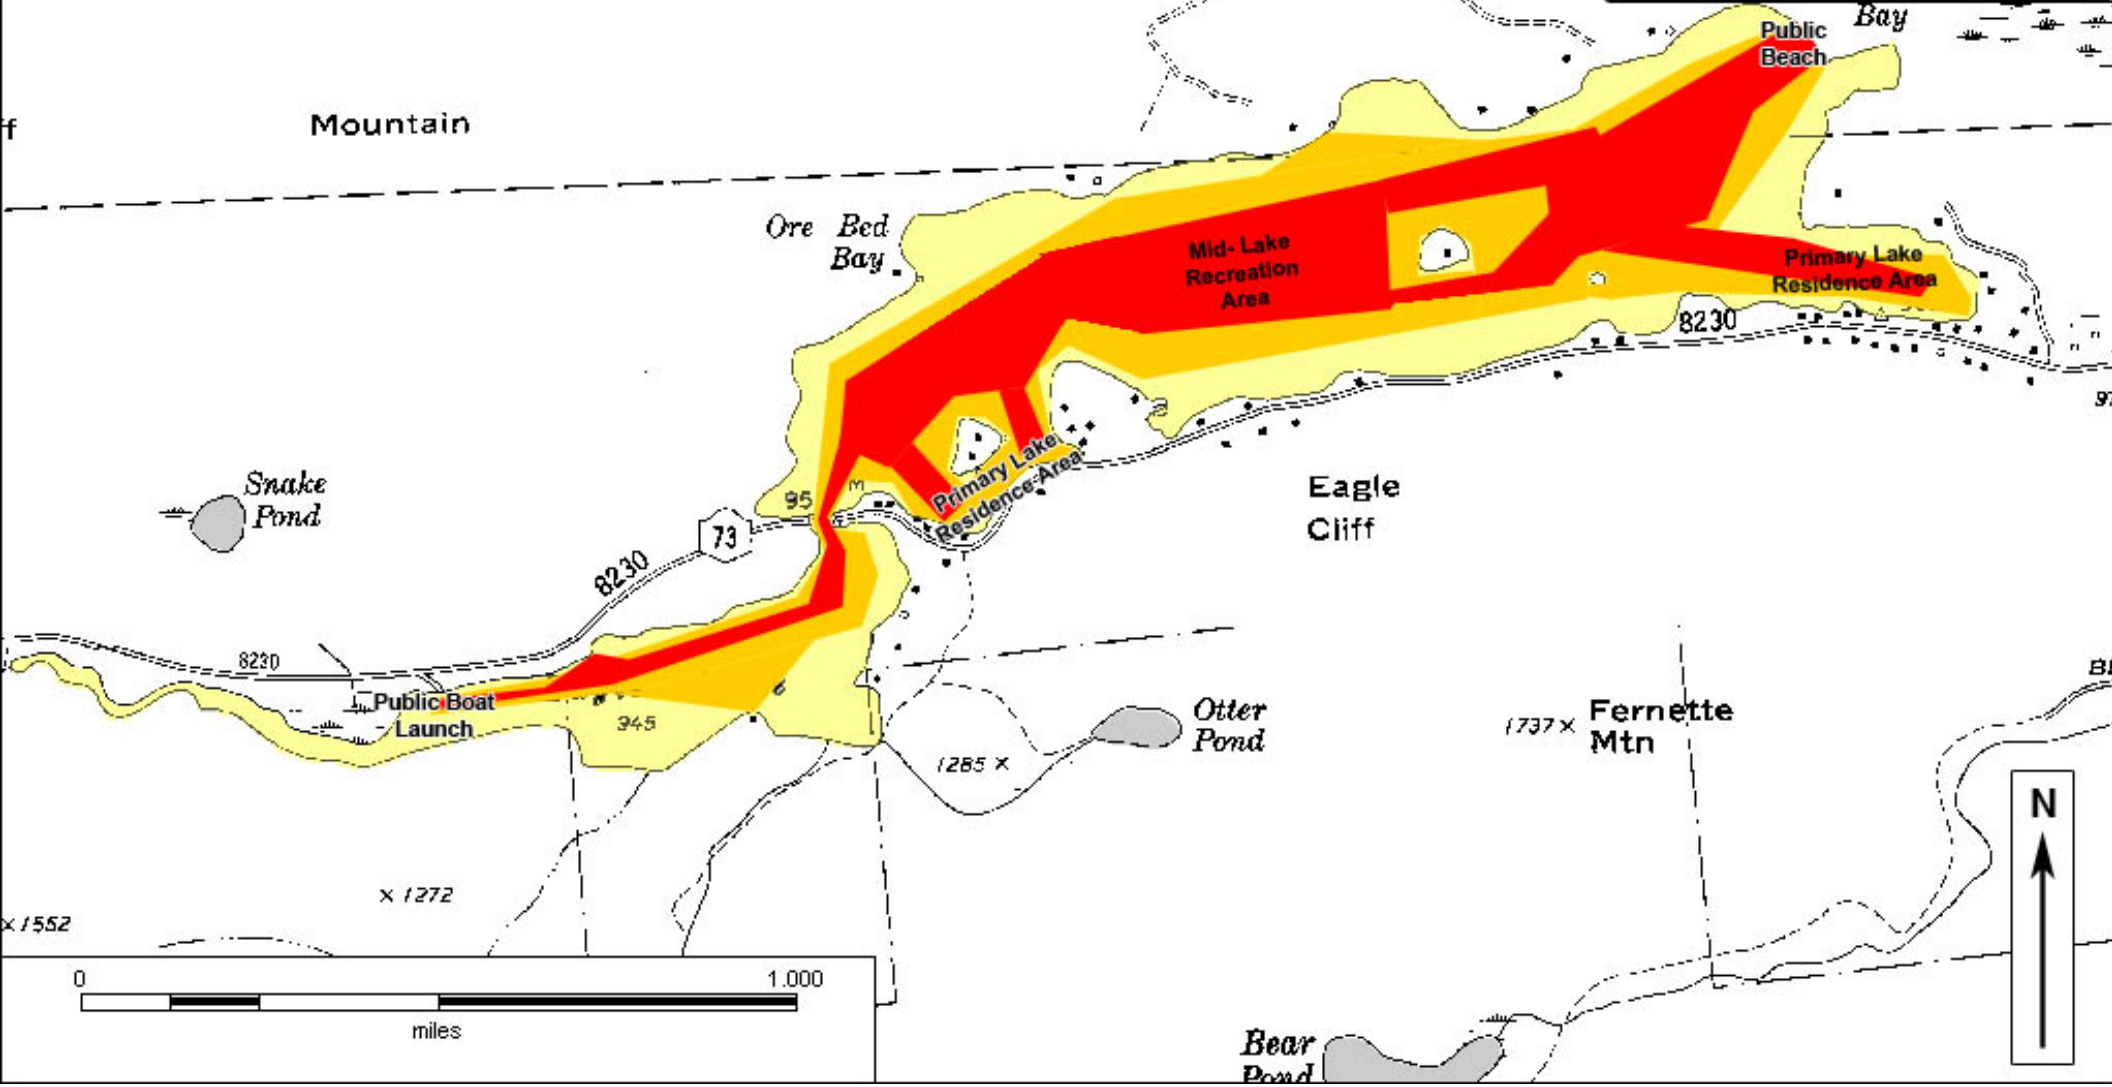 Bay
Public
Beach
Mountain
ff
Ore Bed
Bay
Mid- Lake
Recreation
Area
Primary Lake
Residence Area
8230
Snake
Pond
95
m
Primary Lake
Residence Area
73
8230
Eagle
Cliff
8230
Public Boat
Launch
945
Otter
Pond
1285 ×
1737 ×
Fernette
Mtn
N
× 1272
× 1552
0
1.000
miles
Bear
Pond